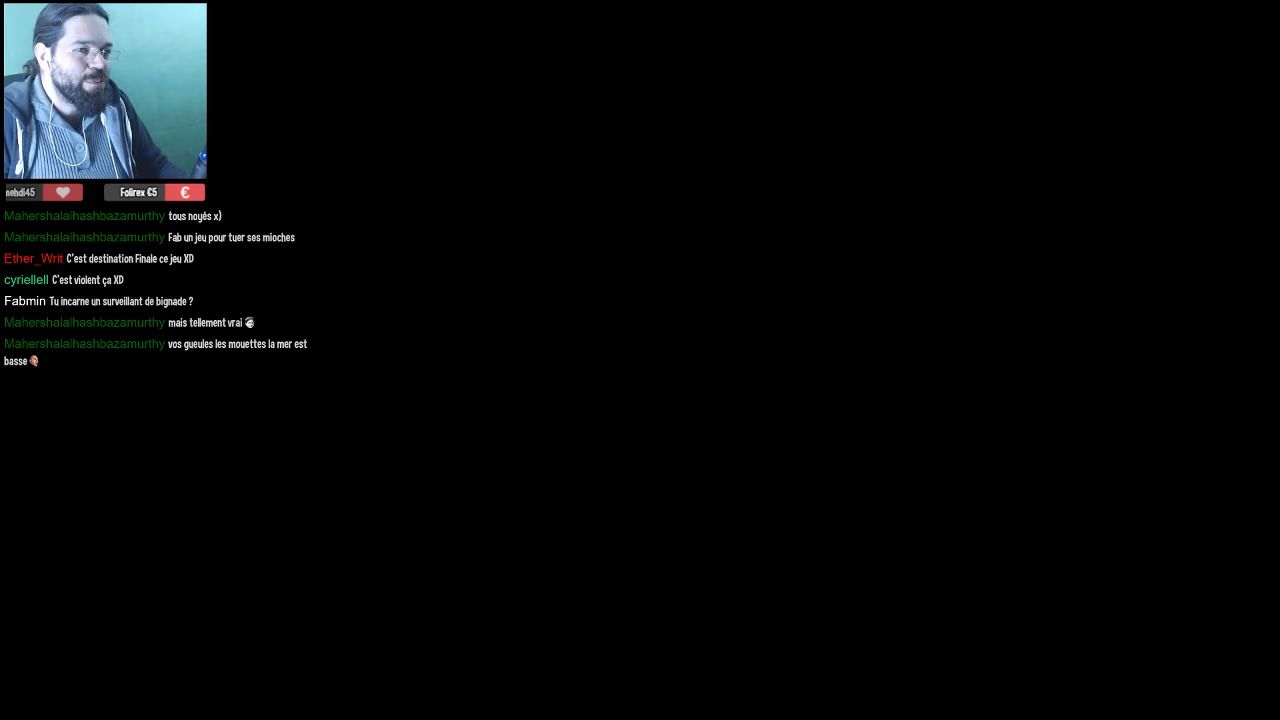 nehdi45
Folirex €5 €
Mahershalalhashbazamurthy tous noyés x)
Mahershalalhashbazamurthy Fab un jeu pour tuer ses mioches
Ether_Writ C'est destination Finale ce jeu XD
cyriellell C'est violent ça XD
Fabmin Tu incarne un surveillant de bignade ?
Mahershalalhashbazamurthy mais tellement vrai
Mahershalalhashbazamurthy vos gueules les mouettes la mer est
basse